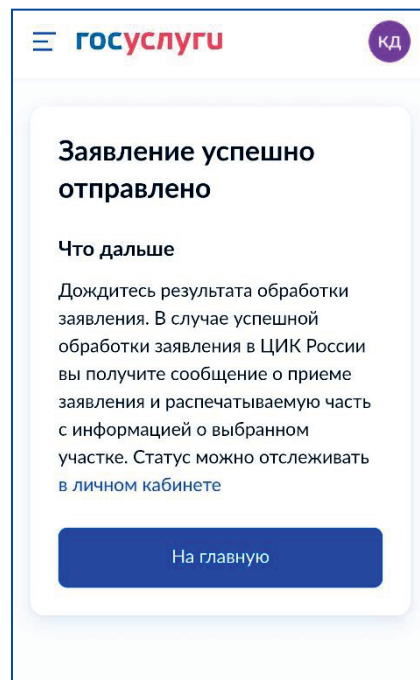 госуслуги
КД
Заявление успешно
отправлено
Что дальше
Дождитесь результата обработки
заявления. В случае успешной
обработки заявления в ЦИК России
вы получите сообщение о приеме
заявления и распечатываемую часть
с информацией о выбранном
участке. Статус можно отслеживать
в личном кабинете
На главную